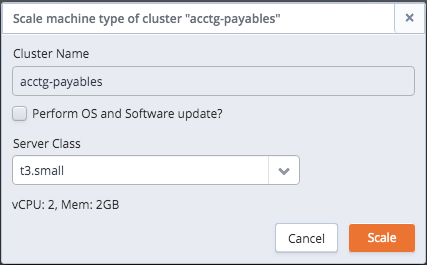 Scale machine type of cluster "acctg-payables"
Cluster Name
acctg-payables
Perform OS and Software update?
Server Class
t3.small
vCPU: 2, Mem: 2GB
Cancel
Scale